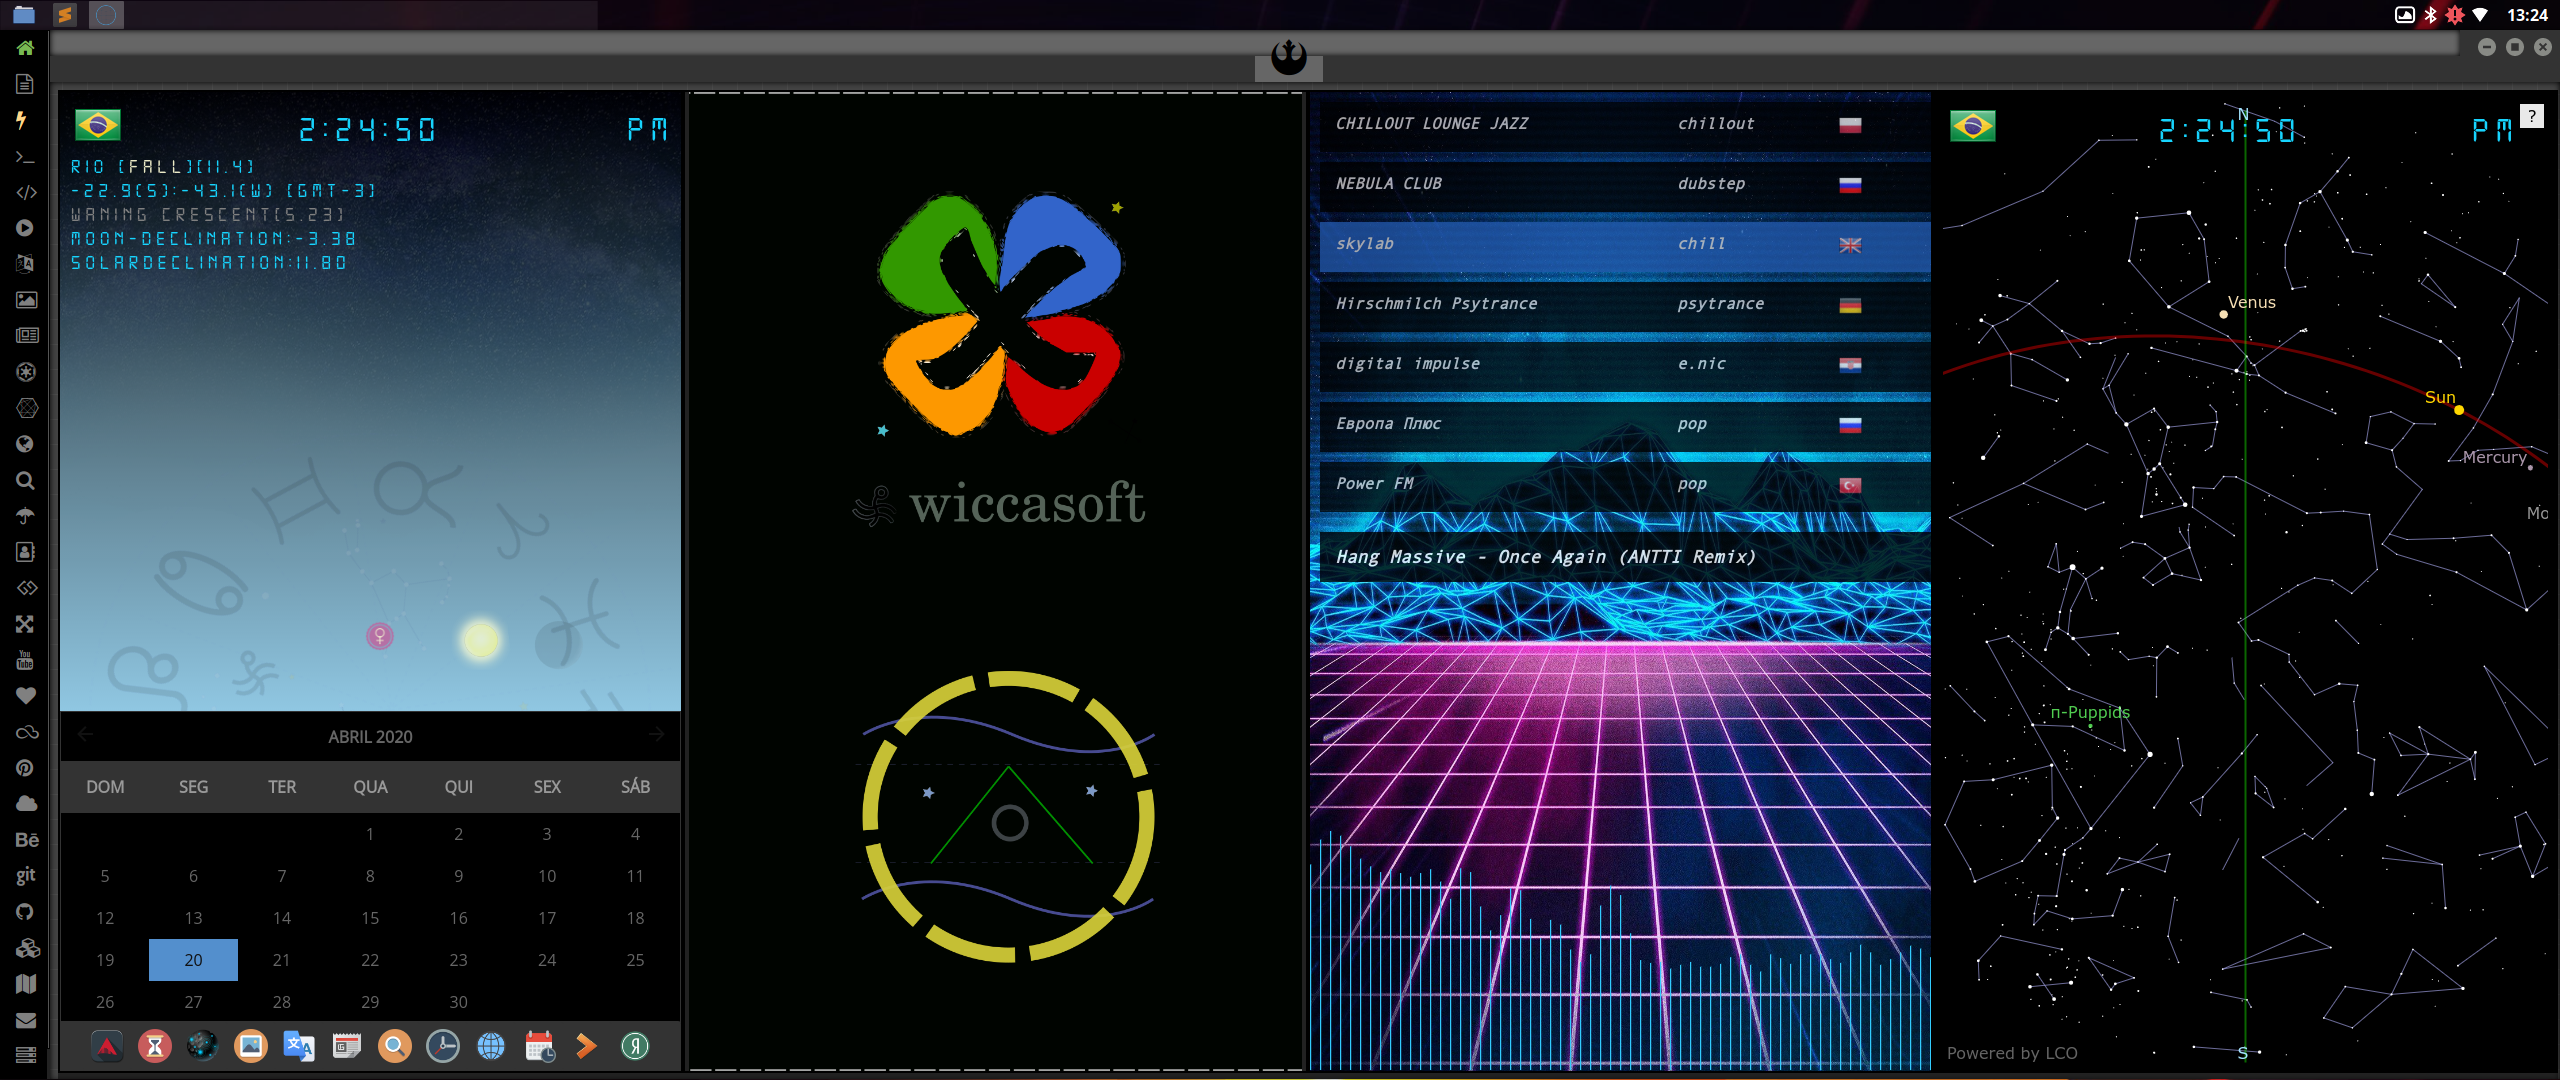 13:24
You
Tube
Bē
git
2:24:50 PM
RIO [FALL][11.4]
-22.9(S):-43.1(W) [GMT-3]
WANING CRESCENT(5.23)
MOON-DECLINATION:-3.38
SOLARDECLINATION:11.80
ABRIL 2020
DOM SEG TER QUA QUI SEX SÁB
1 2 3 4
5 6 7 8 9 10 11
12 13 14 15 16 17 18
19 20 21 22 23 24 25
26 27 28 29 30
文 A
Я
wiccasoft
CHILLOUT LOUNGE JAZZ chillout
NEBULA CLUB dubstep
skylab chill
Hirschmilch Psytrance psytrance
digital impulse e.nic
Европа Плюс pop
Power FM pop
Hang Massive - Once Again (ANTTI Remix)
N
?
2:24:50 PM
Venus
Sun
Mercury
Mo
π-Puppids
Powered by LCO
S